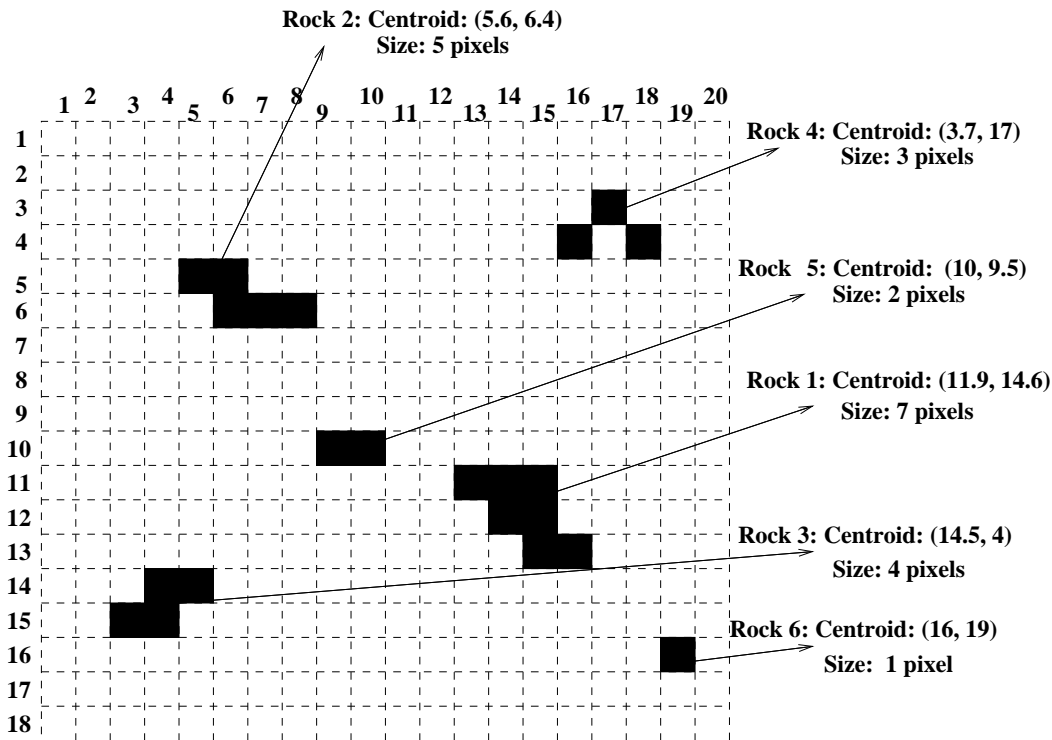 Rock 2: Centroid: (5.6, 6.4)
Size: 5 pixels
1 2 3 4 5 6 7 8 9 10 11 12 13 14 15 16 17 18 19 20
1
Rock 4: Centroid: (3.7, 17)
Size: 3 pixels
2
3
4
5
Rock 5: Centroid: (10, 9.5)
Size: 2 pixels
6
7
8
Rock 1: Centroid: (11.9, 14.6)
Size: 7 pixels
9
10
11
12
13
Rock 3: Centroid: (14.5, 4)
Size: 4 pixels
14
15
Rock 6: Centroid: (16, 19)
Size: 1 pixel
16
17
18